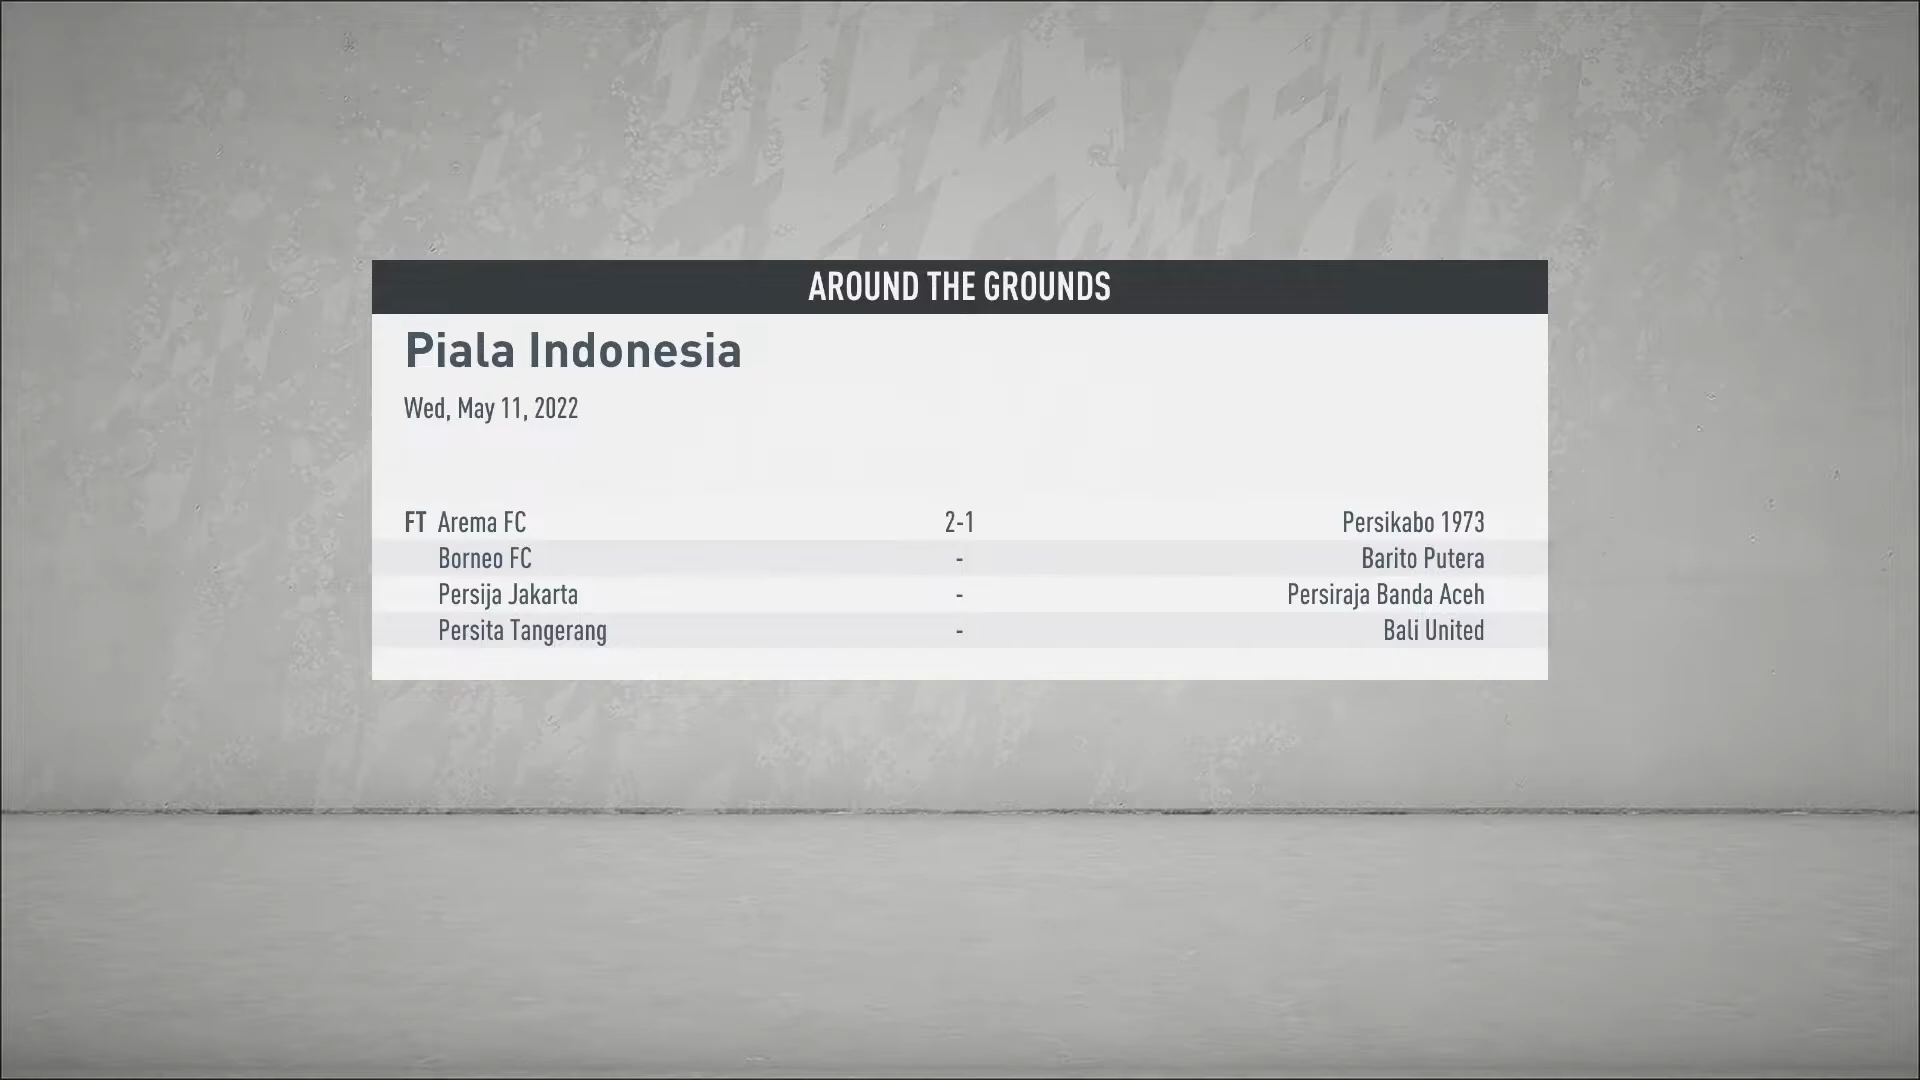 AROUND THE GROUNDS
Piala Indonesia
Wed, May 11, 2022
FT Arema FC 2-1 Persikabo 1973
Borneo FC - Barito Putera
Persija Jakarta - Persiraja Banda Aceh
Persita Tangerang - Bali United